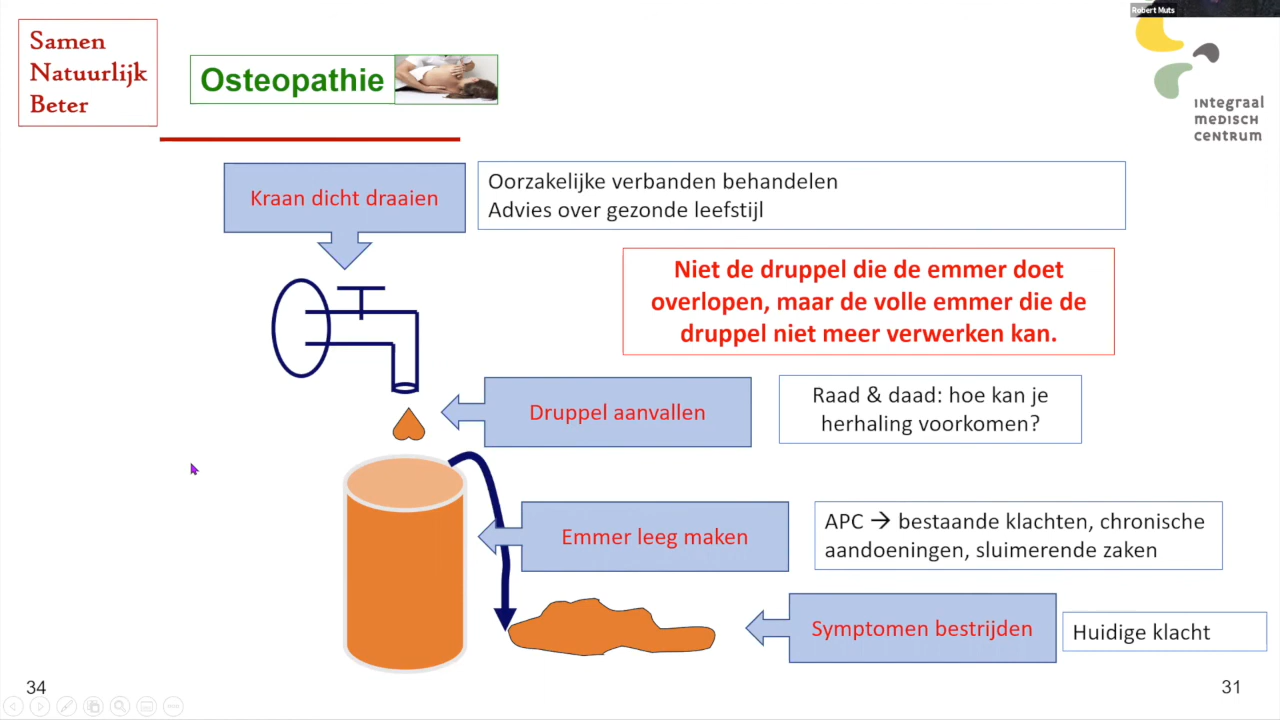 Robert Muts
Samen
Natuurlijk
Beter
Osteopathie
integraal
medisch
centrum
Kraan dicht draaien
Oorzakelijke verbanden behandelen
Advies over gezonde leefstijl
Niet de druppel die de emmer doet
overlopen, maar de volle emmer die de
druppel niet meer verwerken kan.
Druppel aanvallen
Raad & daad: hoe kan je
herhaling voorkomen?
Emmer leeg maken
APC → bestaande klachten, chronische
aandoeningen, sluimerende zaken
Symptomen bestrijden
Huidige klacht
34
31